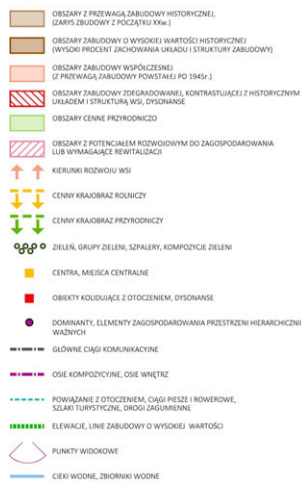 OBSZARY Z PRZEWAGĄ ZABUDOWY HISTORYCZNEJ,
(ZARYS ZBUDOWY Z POCZĄTKU XXw.)
OBSZARY ZABUDOWY O WYSOKIEJ WARTOŚCI HISTORYCZNEJ
(WYSOKI PROCENT ZACHOWANIA UKŁADU I STRUKTURY ZABUDOWY)
OBSZARY ZABUDOWY WSPÓŁCZESNEJ
(Z PRZEWAGĄ ZABUDOWY POWSTAŁEJ PO 1945r.)
OBSZARY ZABUDOWY ZDEGRADOWANEJ, KONTRASTUJĄCEJ Z HISTORYCZNYM
UKŁADEM I STRUKTURĄ WSI, DYSONANSE
OBSZARY CENNE PRZYRODNICZO
OBSZARY Z POTENCJAŁEM ROZWOJOWYM DO ZAGOSPODAROWANIA
LUB WYMAGAJĄCE REWITALIZACJI
KIERUNKI ROZWOJU WSI
CENNY KRAJOBRAZ ROLNICZY
CENNY KRAJOBRAZ PRZYRODNICZY
ZIELEŃ, GRUPY ZIELENI, SZPALERY, KOMPOZYCJE ZIELENI
CENTRA, MIEJSCA CENTRALNE
OBIEKTY KOLIDUJĄCE Z OTOCZENIEM, DYSONANSE
DOMINANTY, ELEMENTY ZAGOSPODAROWANIA PRZESTRZENI HIERARCHICZNIE
WAŻNYCH
GŁÓWNE CIĄGI KOMUNIKACYJNE
OSIE KOMPOZYCYJNE, OSIE WNĘTRZ
POWIĄZANIE Z OTOCZENIEM, CIĄGI PIESZE I ROWEROWE,
SZLAKI TURYSTYCZNE, DROGI ZAGUMIENNE
ELEWACJE, LINIE ZABUDOWY O WYSOKIEJ WARTOŚCI
PUNKTY WIDOKOWE
CIEKI WODNE, ZBIORNIKI WODNE